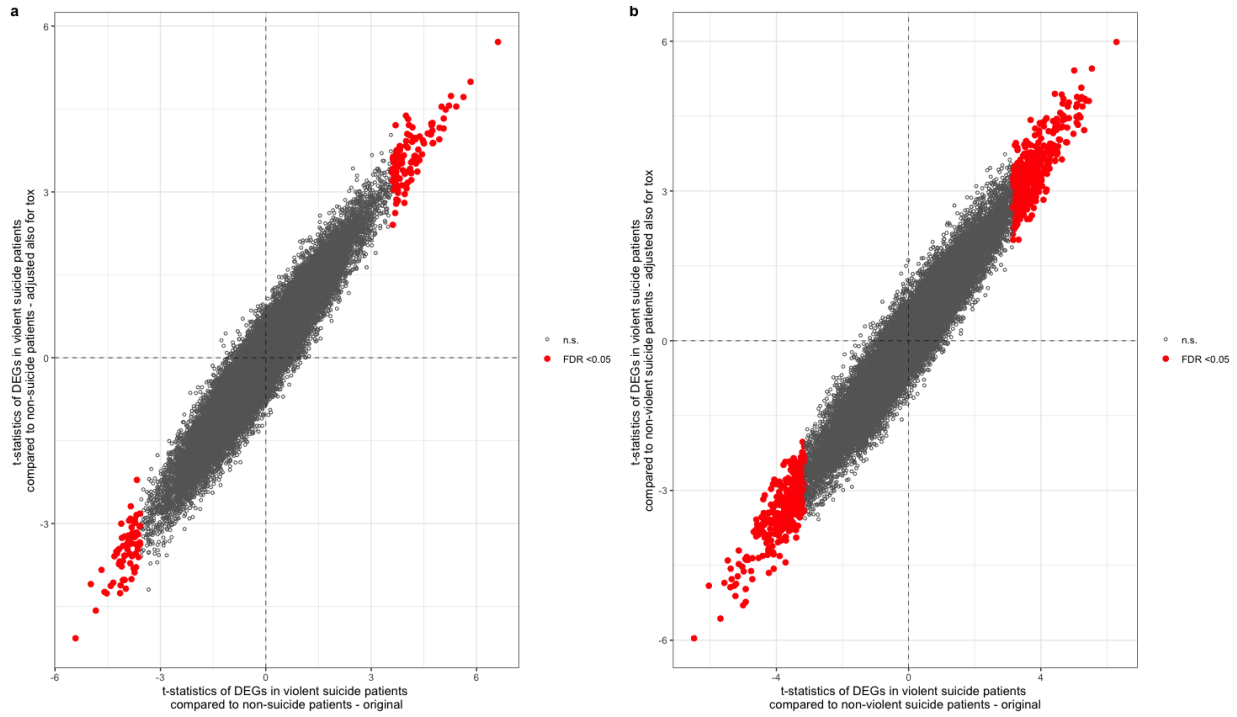 a
6
3
0
-3
-6
-3
0
3
6
t-statistics of DEGs in violent suicide patients
compared to non-suicide patients - adjusted also for tox
t-statistics of DEGs in violent suicide patients
compared to non-suicide patients - original
n.s.
FDR <0.05
b
6
3
0
-3
-6
-4
0
4
t-statistics of DEGs in violent suicide patients
compared to non-violent suicide patients - adjusted also for tox
t-statistics of DEGs in violent suicide patients
compared to non-violent suicide patients - original
n.s.
FDR <0.05